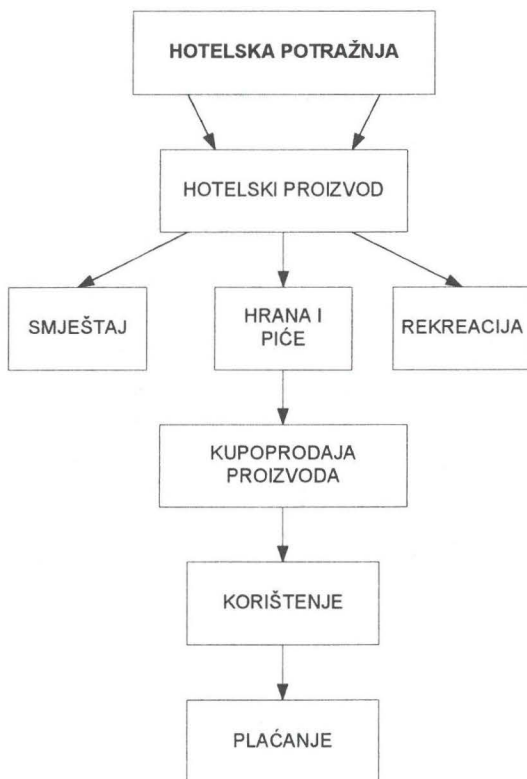 HOTELSKA POTRAŽNJA
HOTELSKI PROIZVOD
SMJEŠTAJ
HRANA I
PIĆE
REKREACIJA
KUPOPRODAJA
PROIZVODA
KORIŠTENJE
PLAĆANJE